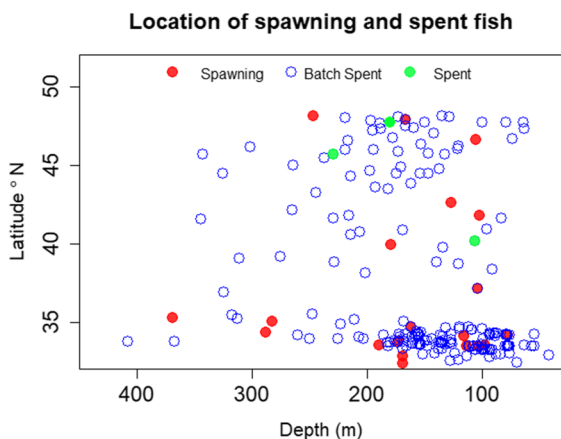 Location of spawning and spent fish
Spawning Batch Spent Spent
50
45
40
35
Latitude ° N
400 300 200 100
Depth (m)